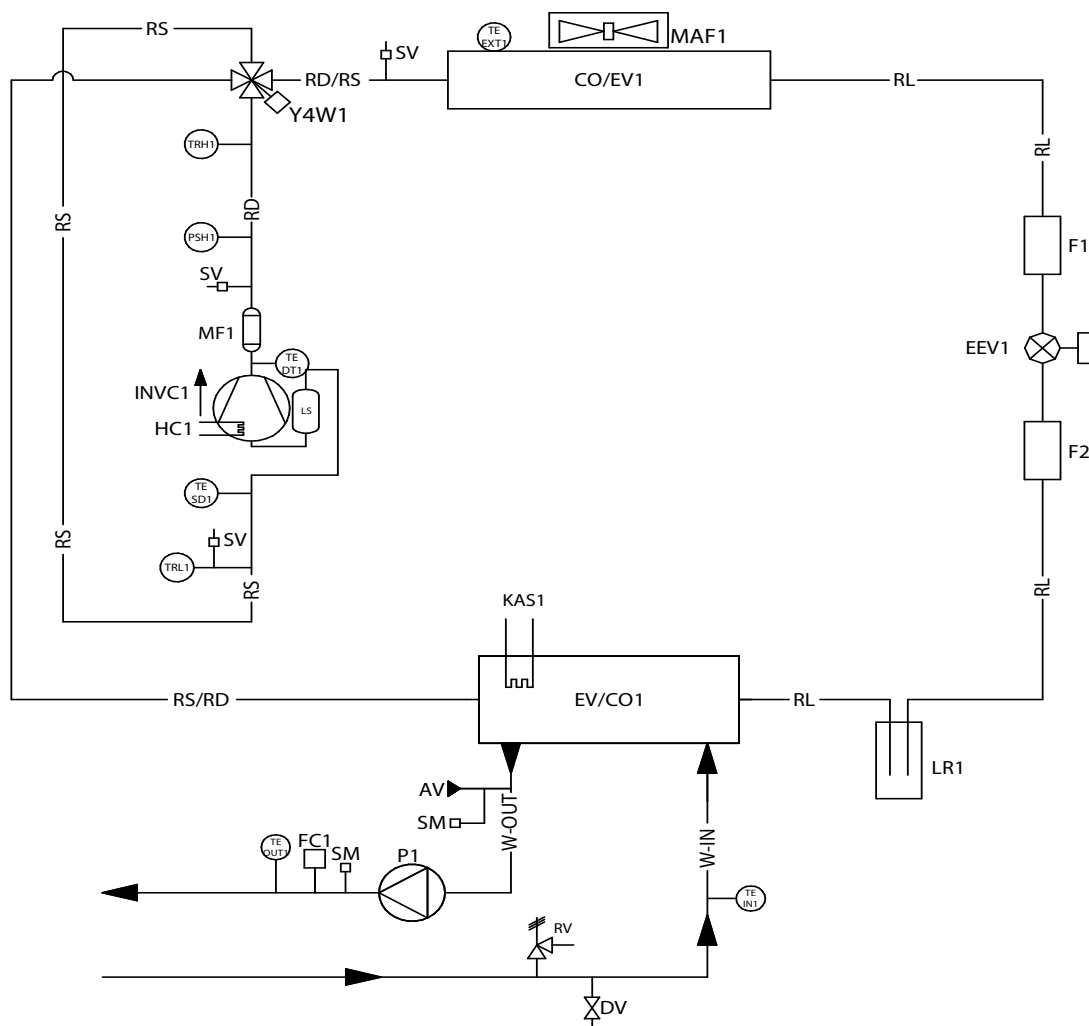 RS
SV
TE
EXT1
MAF1
RD/RS
CO/EV1
RL
Y4W1
TRH1
RL
RD
RS
PSH1
F1
SV
MF1
EEV1
TE
DT1
INVC1
LS
HC1
F2
TE
SD1
SV
RS
TRL1
RS
RL
KAS1
RS/RD
EV/CO1
RL
LR1
AV
SM
W-OUT
W-IN
TE
OUT1
FC1
SM
P1
TE
IN1
RV
DV